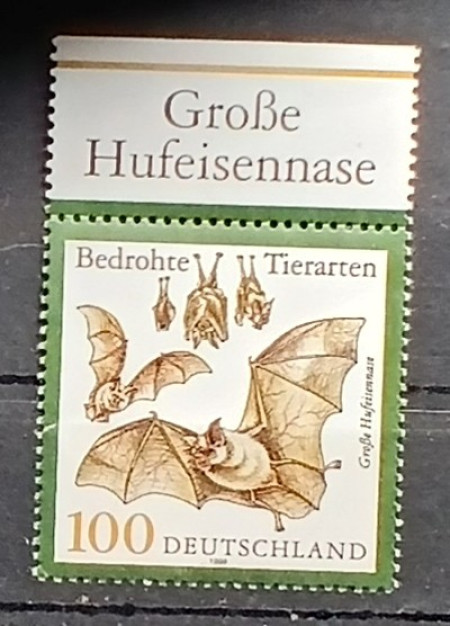 Große
Hufeisennase
Bedrohte Tierarten
Große Hufeisennase
100 DEUTSCHLAND